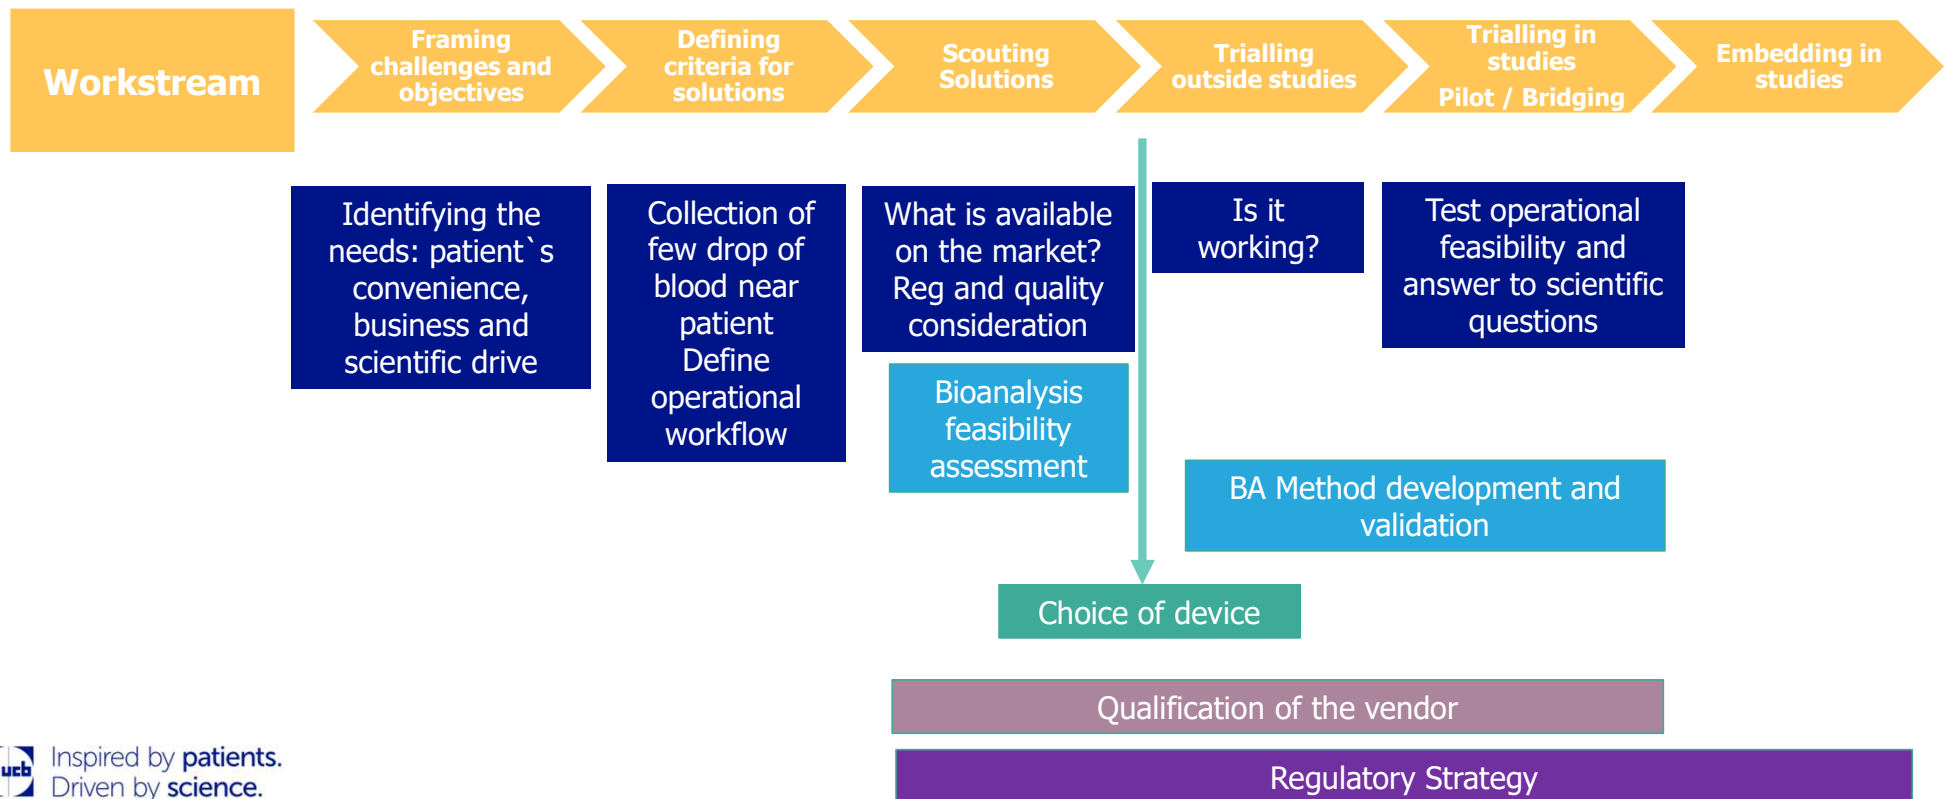 Workstream
Framing
challenges and
objectives
Defining
criteria for
solutions
Scouting
Solutions
Trialling
outside studies
Trialling in
studies
Pilot / Bridging
Embedding in
studies
Identifying the
needs: patient`s
convenience,
business and
scientific drive
Collection of
few drop of
blood near
patient
Define
operational
workflow
What is available
on the market?
Reg and quality
consideration
Is it
working?
Test operational
feasibility and
answer to scientific
questions
Bioanalysis
feasibility
assessment
BA Method development and
validation
Choice of device
Qualification of the vendor
Regulatory Strategy
ucb
Inspired by patients.
Driven by science.